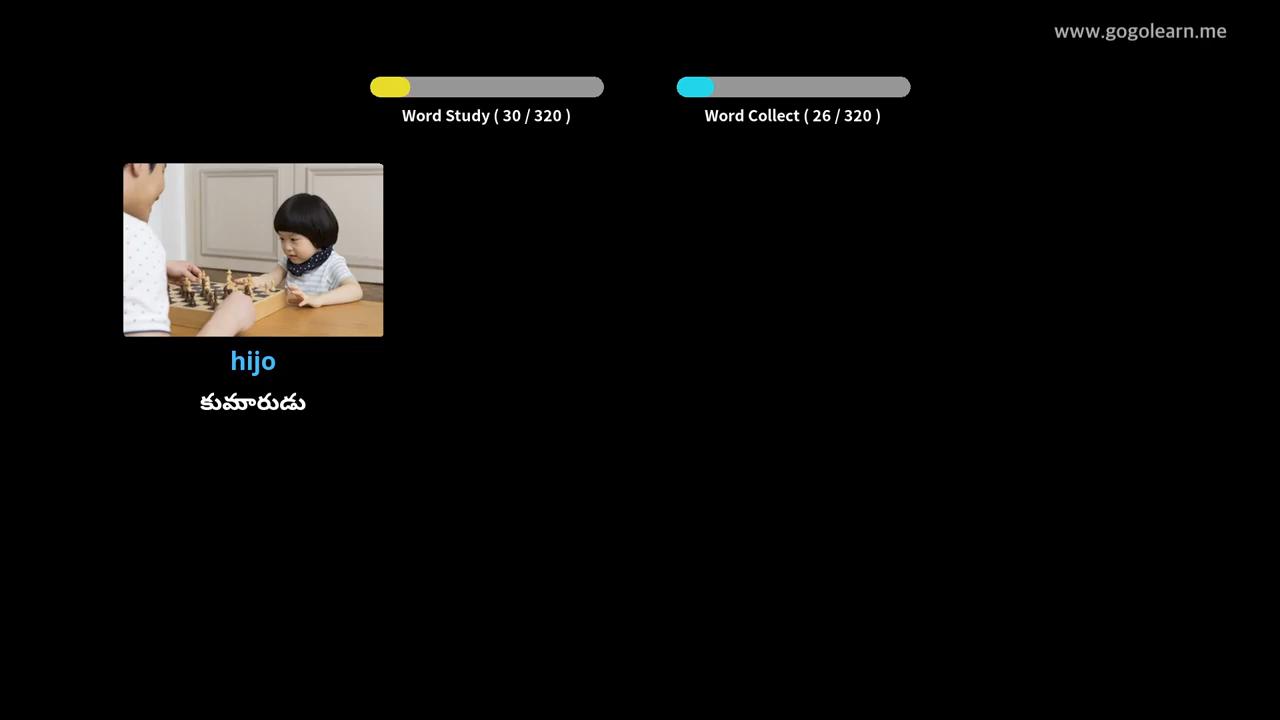 www.gogolearn.me
Word Study ( 30 / 320 )
Word Collect ( 26 / 320 )
hijo
కుమారుడు